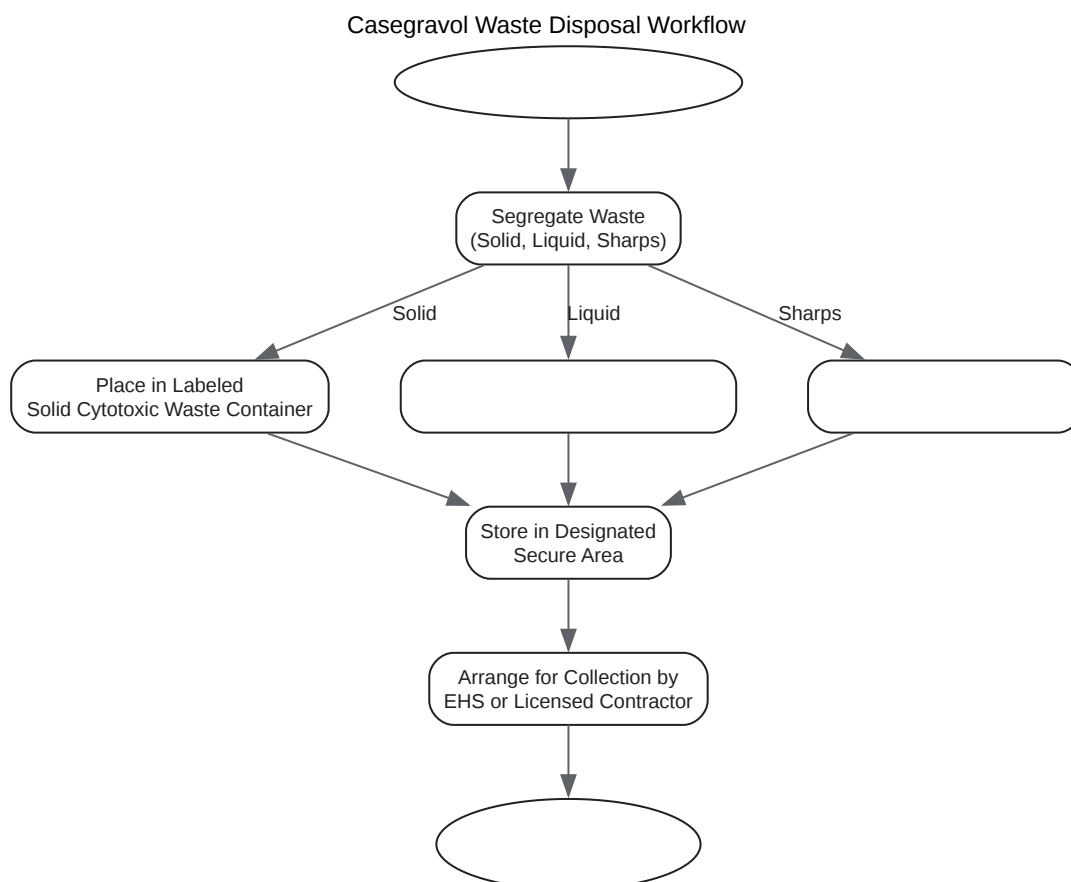 Casegravol Waste Disposal Workflow
Segregate Waste
(Solid, Liquid, Sharps)
Solid
Liquid
Sharps
Place in Labeled
Solid Cytotoxic Waste Container
Store in Designated
Secure Area
Arrange for Collection by
EHS or Licensed Contractor